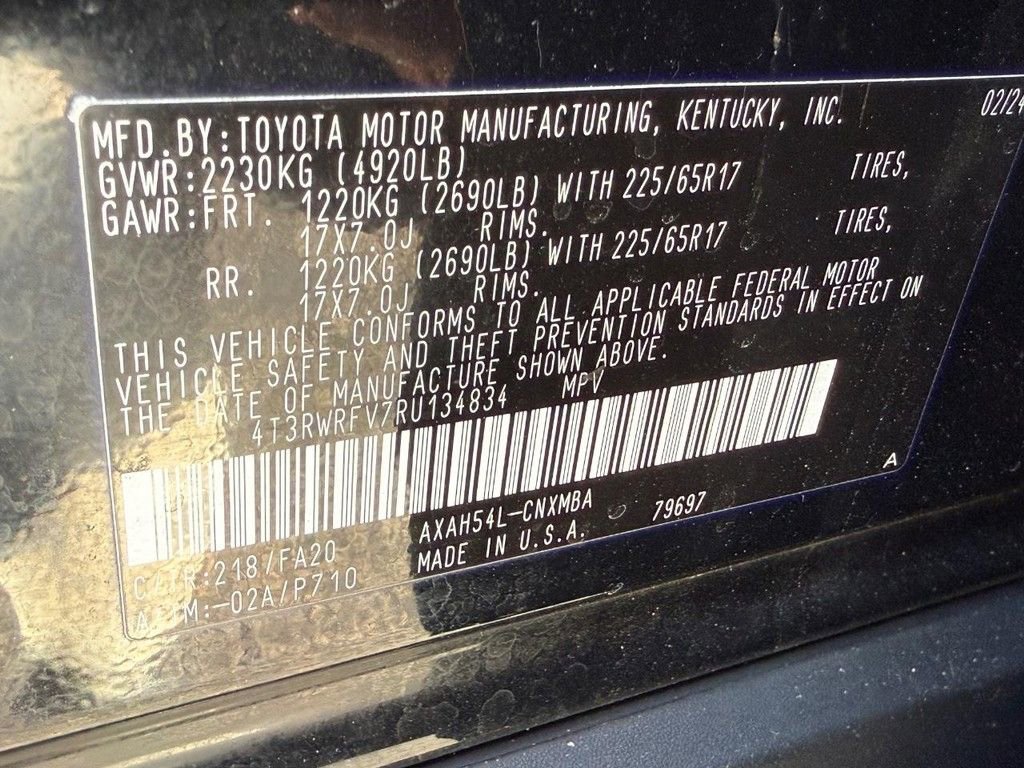 MFD. BY: TOYOTA MOTOR MANUFACTURING, KENTUCKY, INC. 02/24
GVWR: 2230KG (4920LB)
GAWR: FRT. 1220KG (2690LB) WITH 225/65R17 TIRES,
17X7.0J RIMS.
RR. 1220KG (2690LB) WITH 225/65R17 TIRES,
17X7.0J RIMS.
THIS VEHICLE CONFORMS TO ALL APPLICABLE FEDERAL MOTOR
VEHICLE SAFETY AND THEFT PREVENTION STANDARDS IN EFFECT ON
THE DATE OF MANUFACTURE SHOWN ABOVE.
4T3RWRFV7RU134834 MPV
A
C/TR: 218/FA20 AXAH54L-CNXMBA 79697
A/TM: -02A/P710 MADE IN U.S.A.